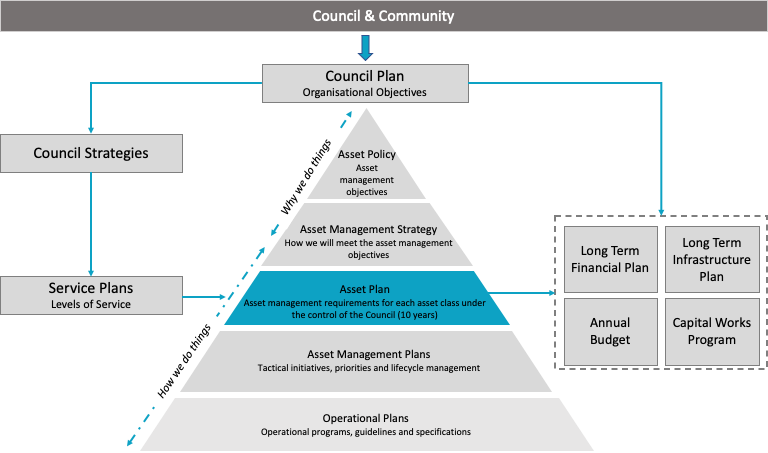 Council & Community
Council Plan
Organisational Objectives
Council Strategies
Service Plans
Levels of Service
Why we do things
How we do things
Asset Policy
Asset
management
objectives
Asset Management Strategy
How we will meet the asset management
objectives
Asset Plan
Asset management requirements for each asset class under
the control of the Council (10 years)
Asset Management Plans
Tactical initiatives, priorities and lifecycle management
Operational Plans
Operational programs, guidelines and specifications
Long Term
Financial Plan
Long Term
Infrastructure
Plan
Annual
Budget
Capital Works
Program